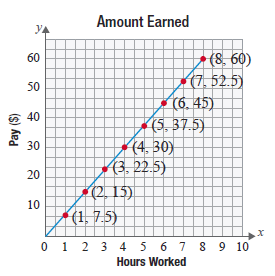 Amount Earned
y
60
50
40
30
20
10
0 1 2 3 4 5 6 7 8 9 10
x
Pay ($)
Hours Worked
(8, 60)
(7, 52.5)
(6, 45)
(5, 37.5)
(4, 30)
(3, 22.5)
(2, 15)
(1, 7.5)